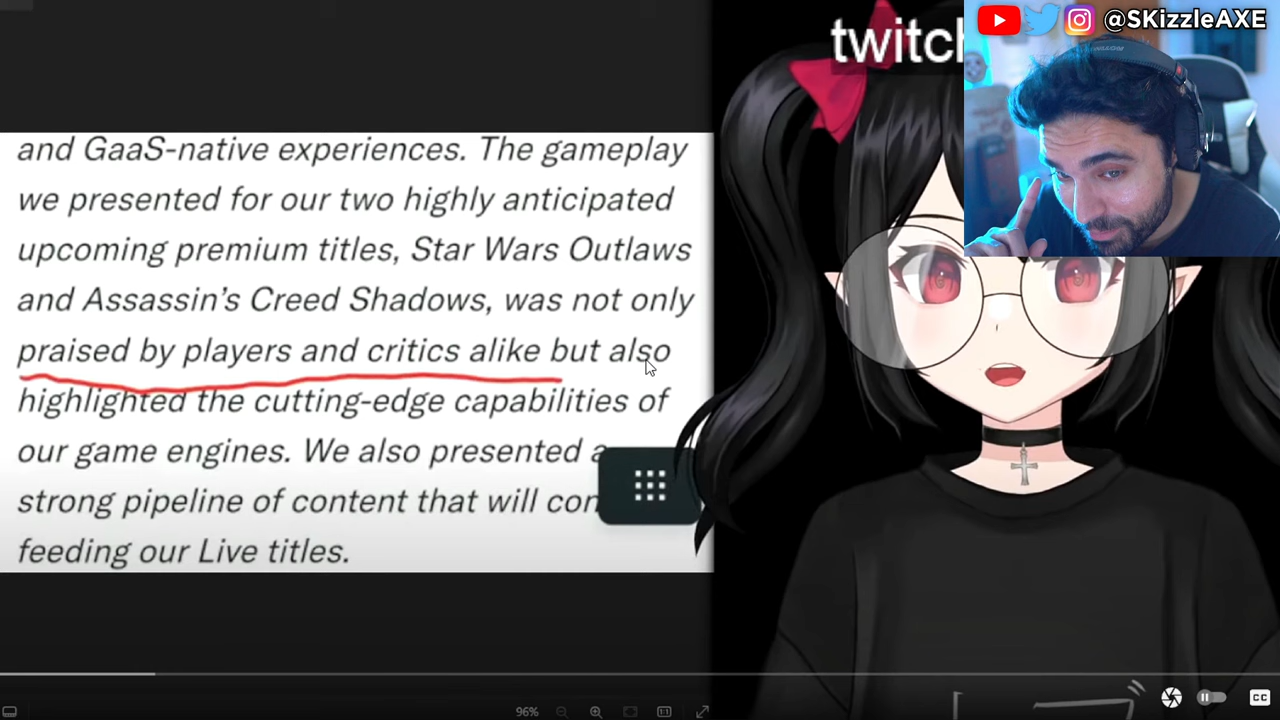 twitch
@SKizzleAXE
and GaaS-native experiences. The gameplay
we presented for our two highly anticipated
upcoming premium titles, Star Wars Outlaws
and Assassin's Creed Shadows, was not only
praised by players and critics alike but also
highlighted the cutting-edge capabilities of
our game engines. We also presented a
strong pipeline of content that will con
feeding our Live titles.
96%
1:1
CC